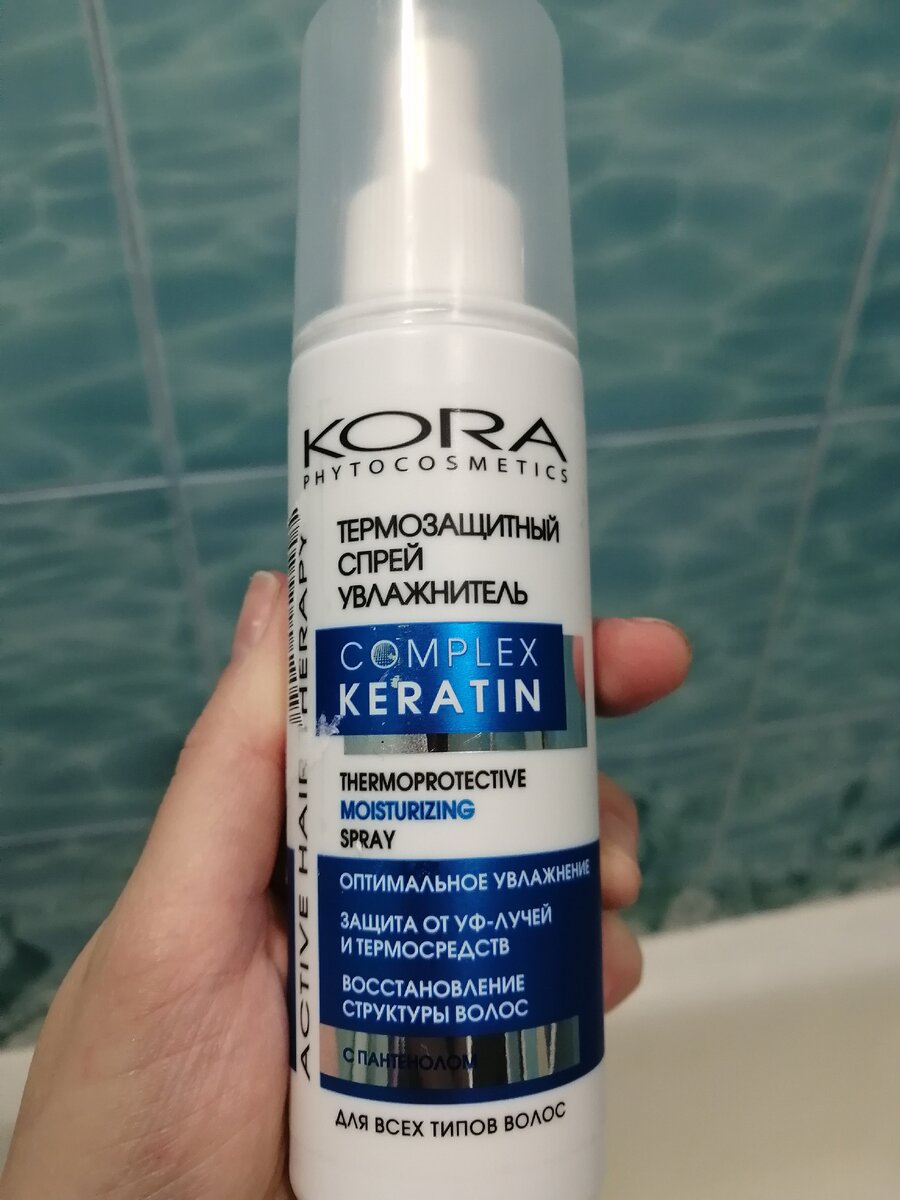 KORA
PHYTOCOSMETICS
ТЕРМОЗАЩИТНЫЙ
СПРЕЙ
УВЛАЖНИТЕЛЬ
COMPLEX
KERATIN
THERMOPROTECTIVE
MOISTURIZING
SPRAY
ОПТИМАЛЬНОЕ УВЛАЖНЕНИЕ
ЗАЩИТА ОТ УФ-ЛУЧЕЙ
И ТЕРМОСРЕДСТВ
ВОССТАНОВЛЕНИЕ
СТРУКТУРЫ ВОЛОС
С ПАНТЕНОЛОМ
ДЛЯ ВСЕХ ТИПОВ ВОЛОС
ACTIVE HAIR THERAPY